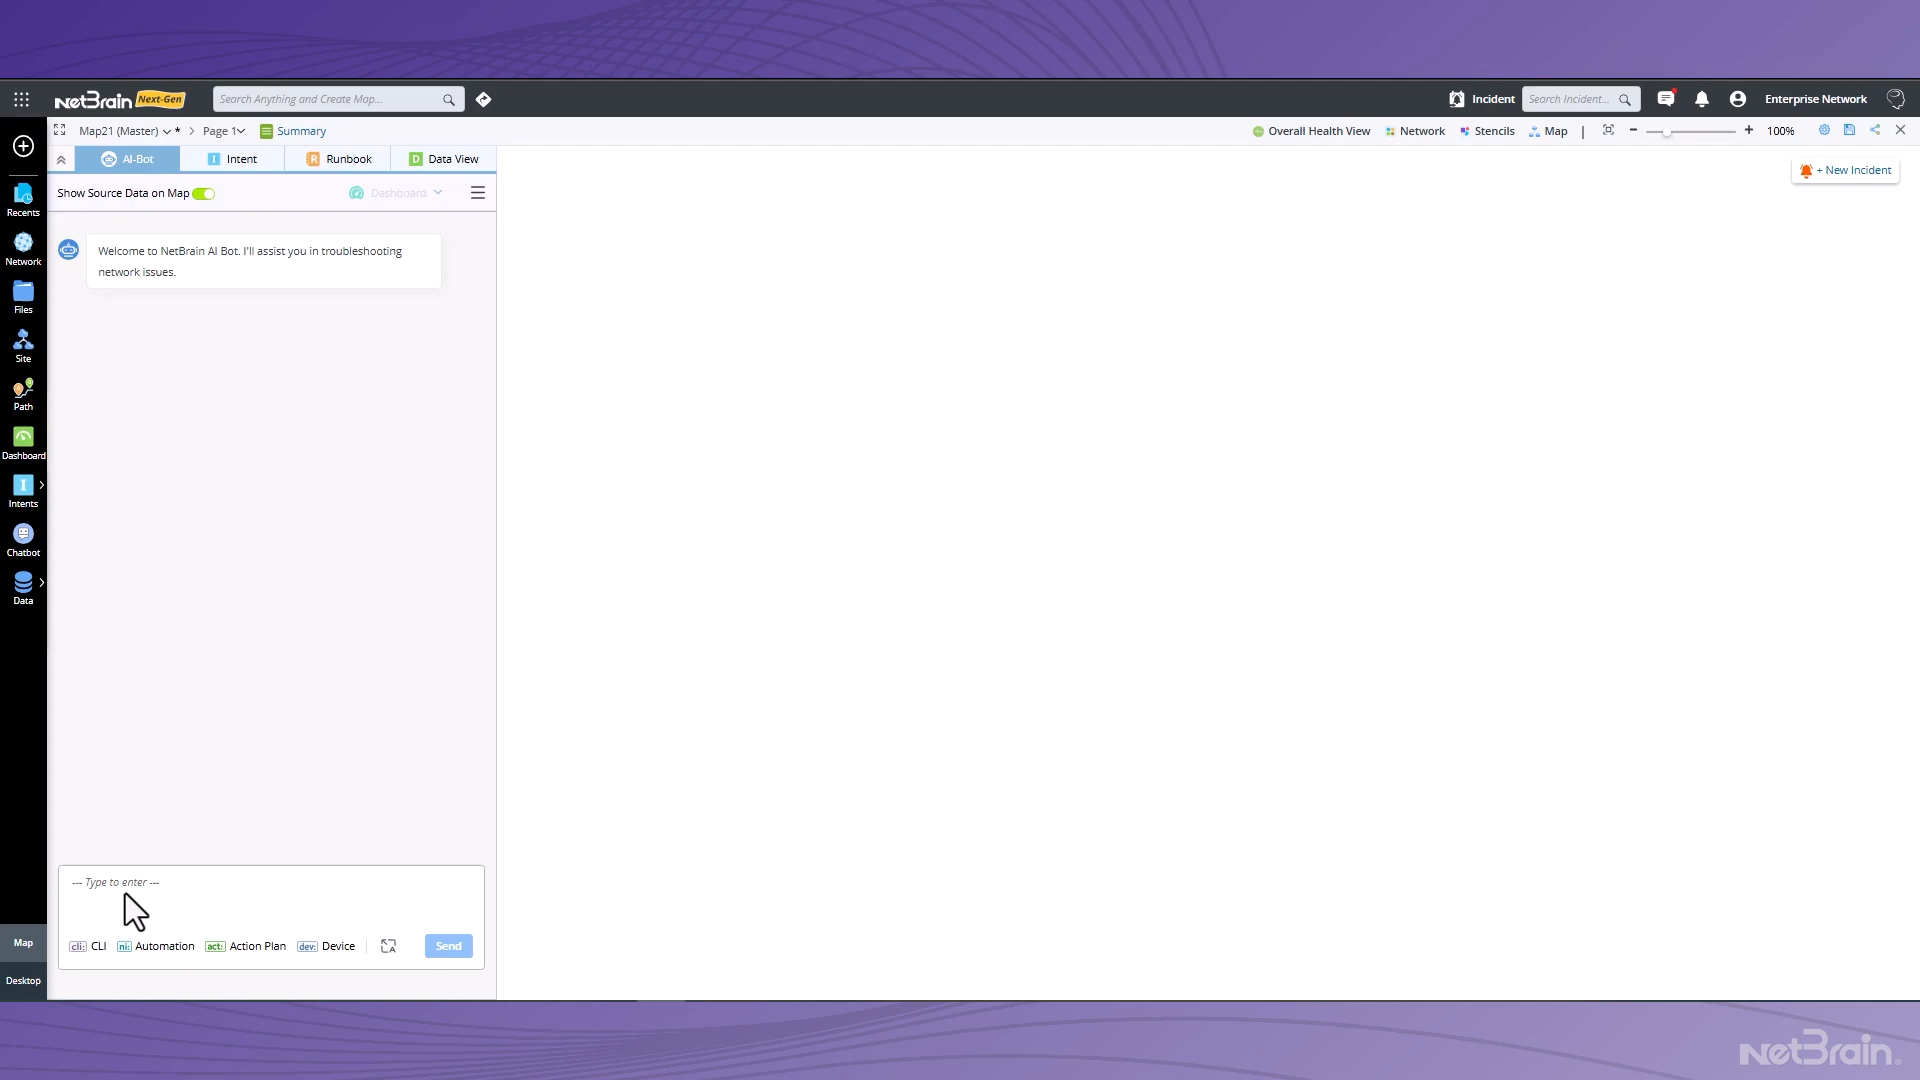 netBrain Next-Gen Search Anything and Create Map... Incident Search Incident... Enterprise Network
Map21 (Master) * > Page 1 Summary Overall Health View Network Stencils Map | - + 100%
AI-Bot I Intent R Runbook D Data View
+ New Incident
Show Source Data on Map Dashboard
Recents
Network
Files
Site
Path
Dashboard
I
Intents
Chatbot
Data
Welcome to NetBrain AI Bot. I'll assist you in troubleshooting
network issues.
--- Type to enter ---
cli: CLI ni: Automation act: Action Plan dev: Device Send
Map
Desktop
netBrain